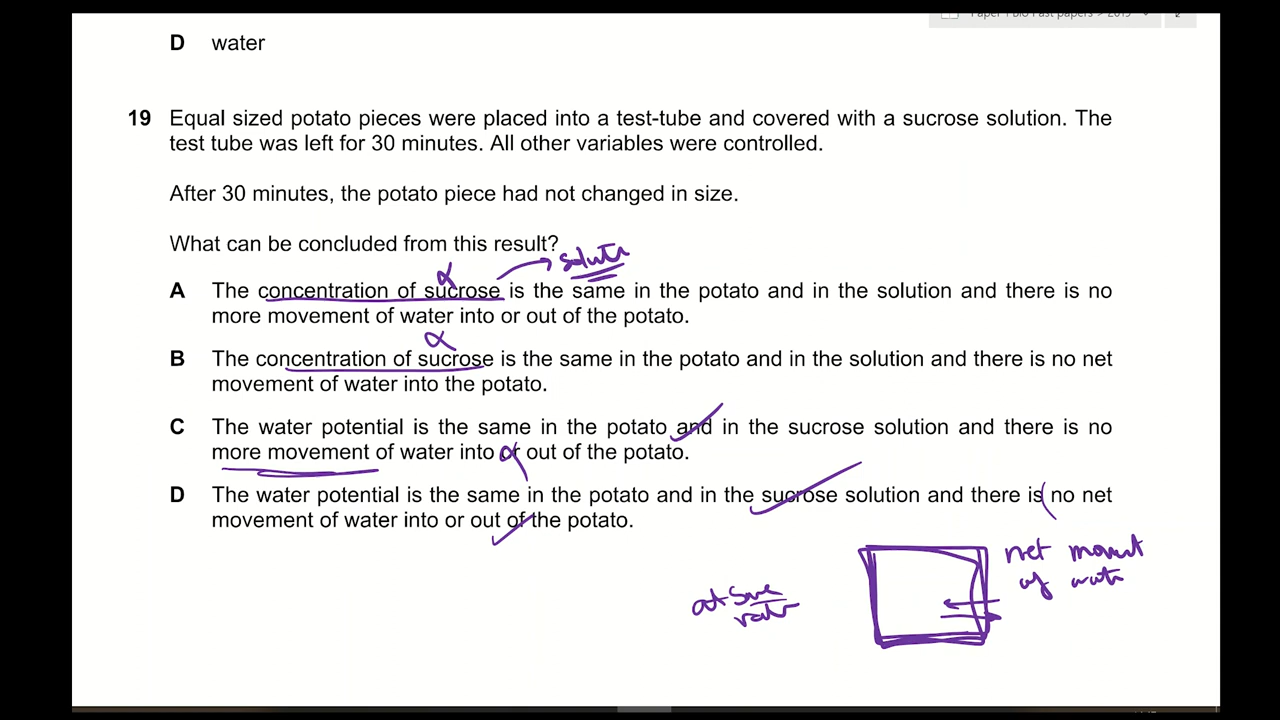 Paper 1 Bio Past papers > 2019
D water
19 Equal sized potato pieces were placed into a test-tube and covered with a sucrose solution. The
test tube was left for 30 minutes. All other variables were controlled.
After 30 minutes, the potato piece had not changed in size.
What can be concluded from this result?
solute
A The concentration of sucrose is the same in the potato and in the solution and there is no
more movement of water into or out of the potato.
B The concentration of sucrose is the same in the potato and in the solution and there is no net
movement of water into the potato.
C The water potential is the same in the potato and in the sucrose solution and there is no
more movement of water into or out of the potato.
D The water potential is the same in the potato and in the sucrose solution and there is no net
movement of water into or out of the potato.
net
of
at same